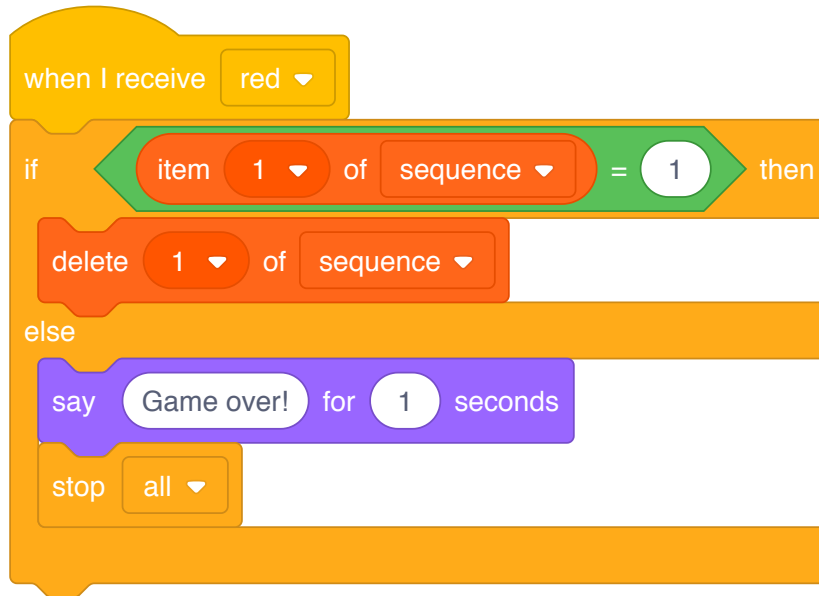 when I receive red
if item 1 of sequence = 1 then
delete 1 of sequence
else
say Game over! for 1 seconds
stop all